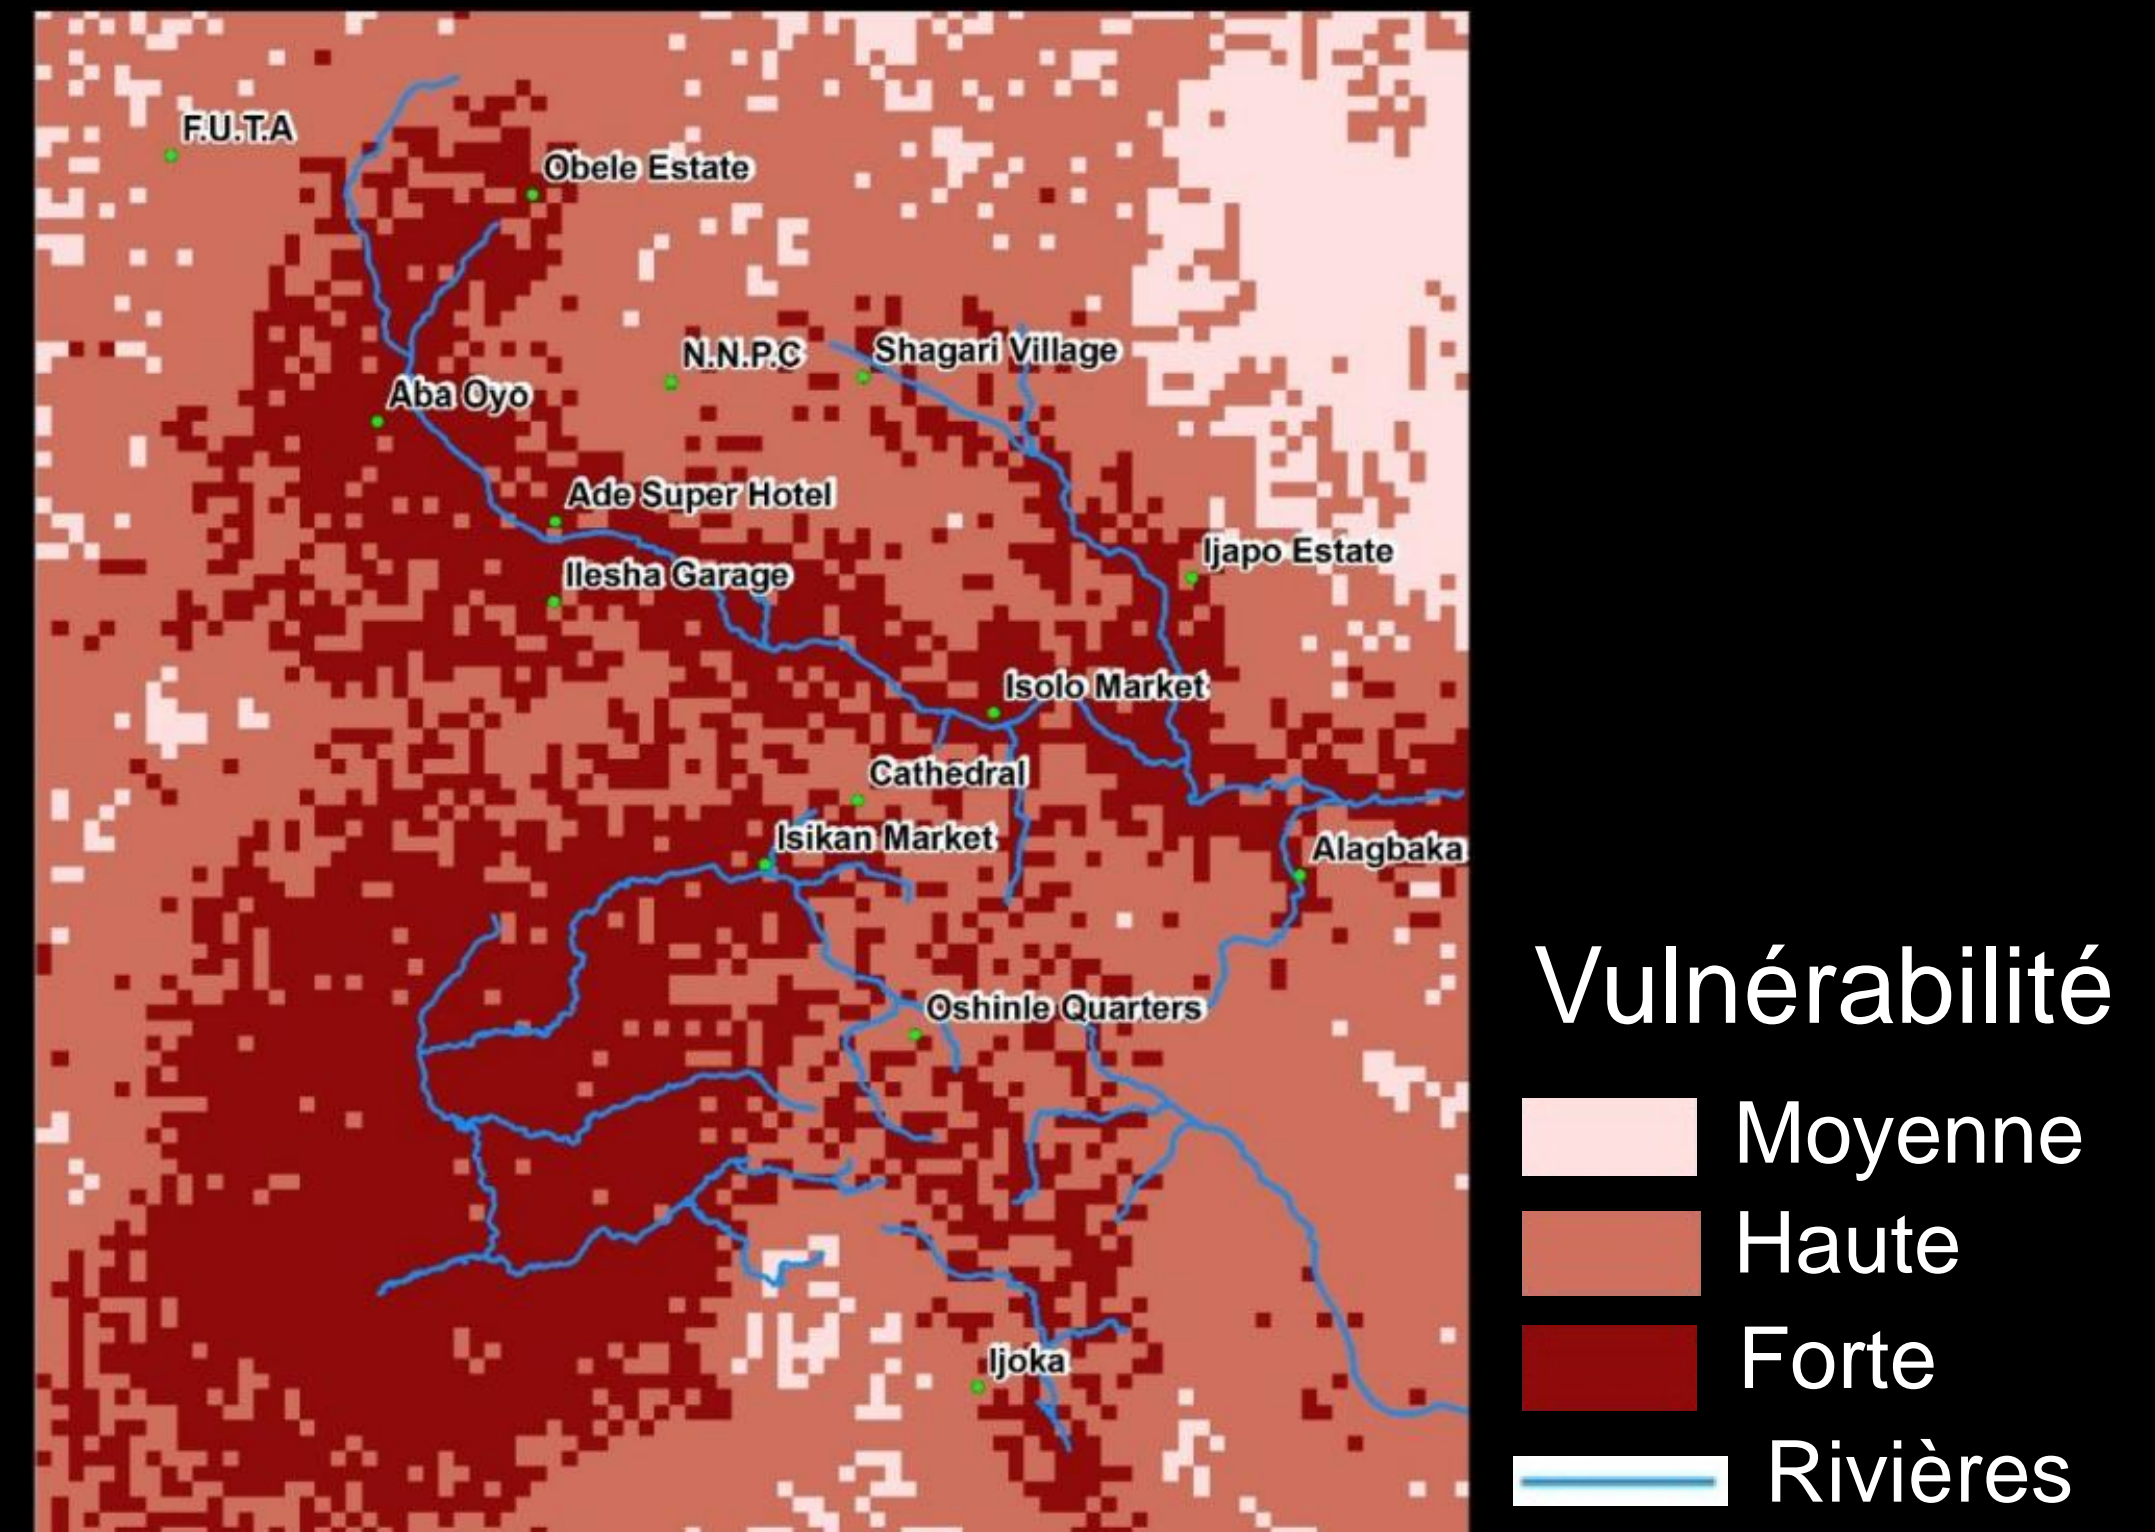 F.U.T.A
Obele Estate
N.N.P.C
Shagari Village
Aba Oyo
Ade Super Hotel
Ijapo Estate
Ilesha Garage
Isolo Market
Cathedral
Isikan Market
Alagbaka
Oshinle Quarters
Ijoka
Vulnérabilité
Moyenne
Haute
Forte
Rivières